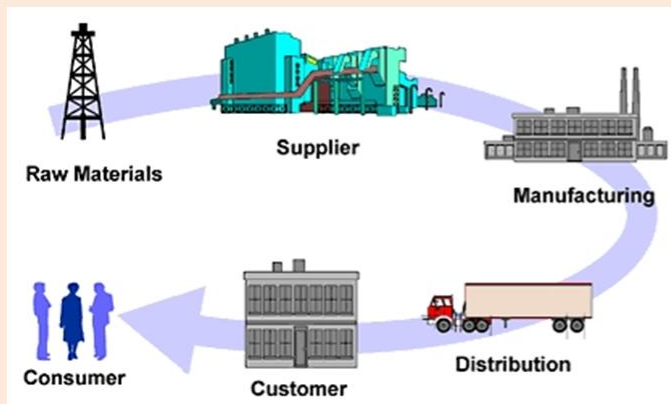 Raw Materials
Supplier
Manufacturing
Distribution
Customer
Consumer